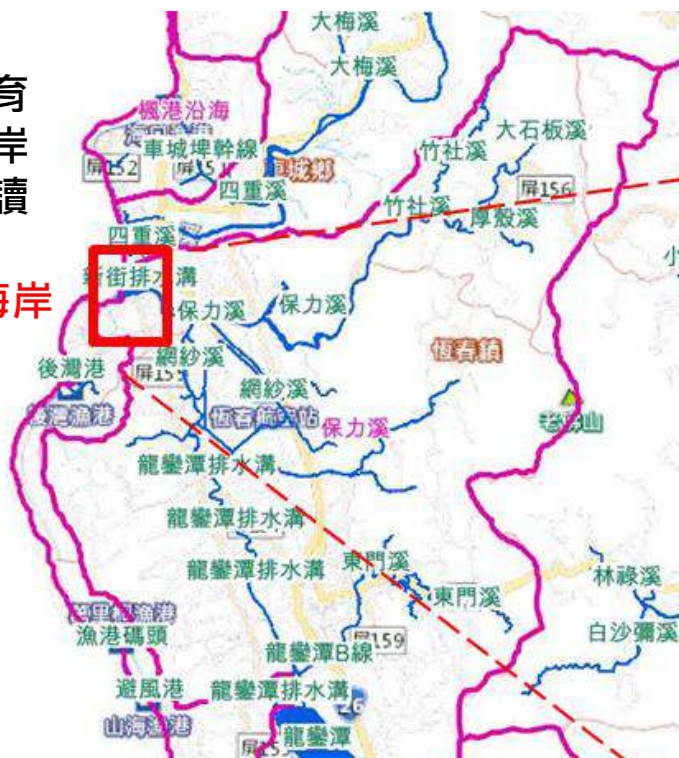 大梅溪
育
大梅溪
楓港沿海
岸
大石板溪
車城埤幹線
竹社溪
屏152
車城鄉
屏156
四重溪
讀
竹社溪
厚殼溪
四重溪
小
新街排水溝
海岸
保力溪
保力溪
網紗溪
恆春鎮
後灣港
網紗溪
後灣漁港
恆春航空站
保力溪
老佛山
龍鑾潭排水溝
龍鑾潭排水溝
龍鑾潭排水溝
東門溪
林祿溪
東門溪
漁港碼頭
白沙彌溪
屏159
龍鑾潭B線
避風港
龍鑾潭排水溝
26
山海漁港
龍鑾潭